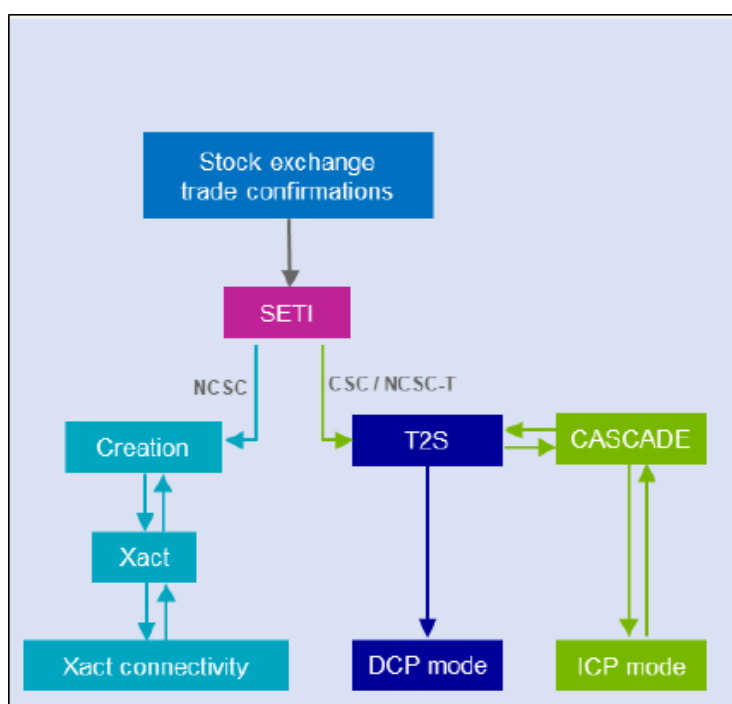 Stock exchange
trade confirmations
SETI
NCSC
CSC / NCSC-T
Creation
T2S
CASCADE
Xact
Xact connectivity
DCP mode
ICP mode